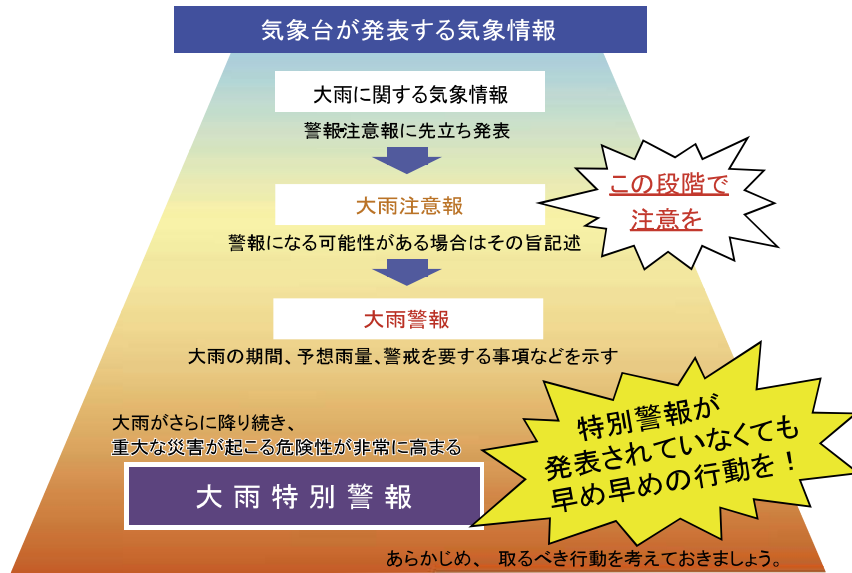 気象台が発表する気象情報
大雨に関する気象情報
警報・注意報に先立ち発表
大雨注意報
この段階で
注意を
警報になる可能性がある場合はその旨記述
大雨警報
大雨の期間、予想雨量、警戒を要する事項などを示す
大雨がさらに降り続き、
重大な災害が起こる危険性が非常に高まる
特別警報が
発表されていなくても
早め早めの行動を！
大雨特別警報
あらかじめ、 取るべき行動を考えておきましょう。